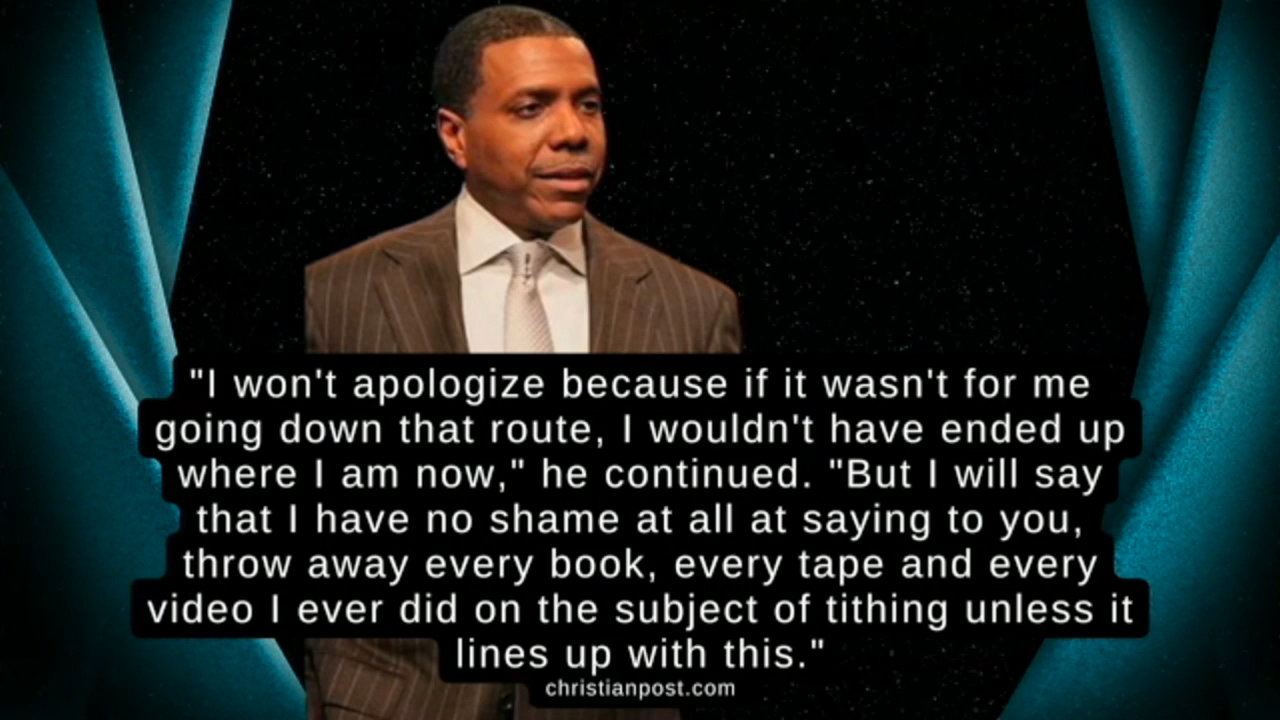 "I won't apologize because if it wasn't for me
going down that route, I wouldn't have ended up
where I am now," he continued. "But I will say
that I have no shame at all at saying to you,
throw away every book, every tape and every
video I ever did on the subject of tithing unless it
lines up with this."
christianpost.com